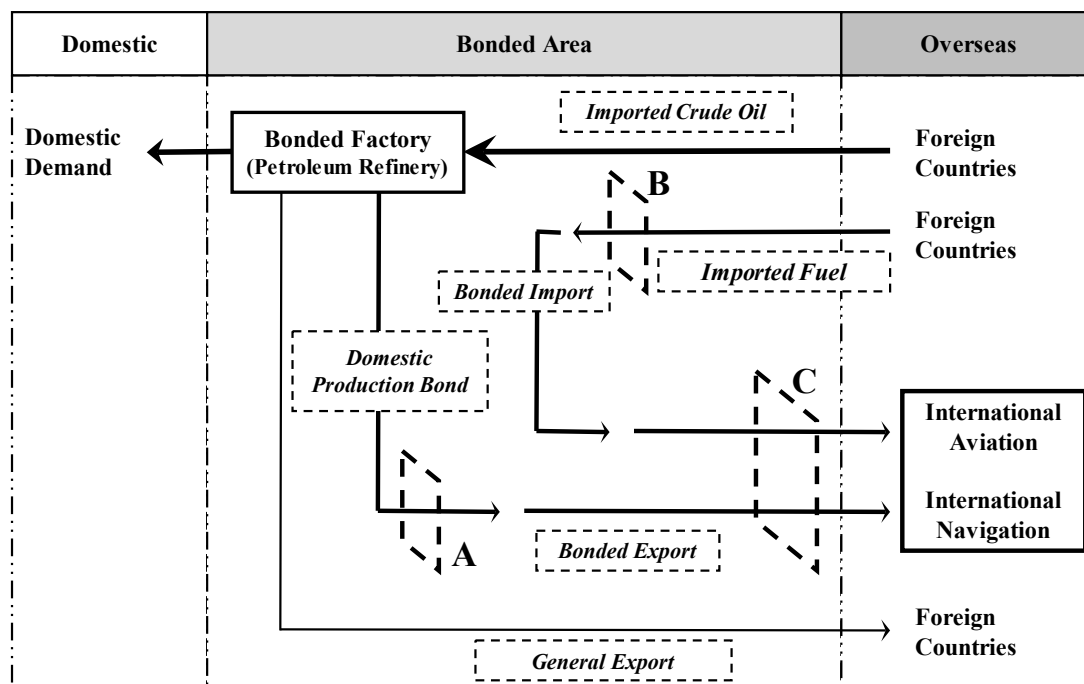 Domestic
Bonded Area
Overseas
Imported Crude Oil
Domestic
Demand
Bonded Factory
(Petroleum Refinery)
Foreign
Countries
B
Foreign
Countries
Imported Fuel
Bonded Import
Domestic
Production Bond
C
International
Aviation
International
Navigation
A
Bonded Export
Foreign
Countries
General Export